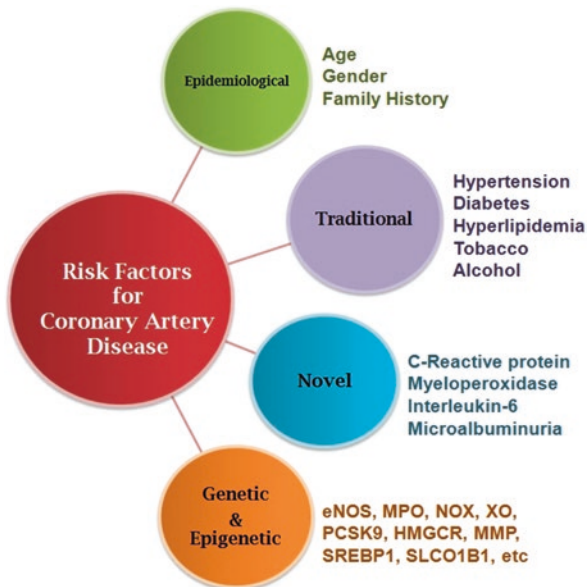 Epidemiological
Age
Gender
Family History
Traditional
Hypertension
Diabetes
Hyperlipidemia
Tobacco
Alcohol
Risk Factors
for
Coronary Artery
Disease
Novel
C-Reactive protein
Myeloperoxidase
Interleukin-6
Microalbuminuria
Genetic
&
Epigenetic
eNOS, MPO, NOX, XO,
PCSK9, HMGCR, MMP,
SREBP1, SLCO1B1, etc